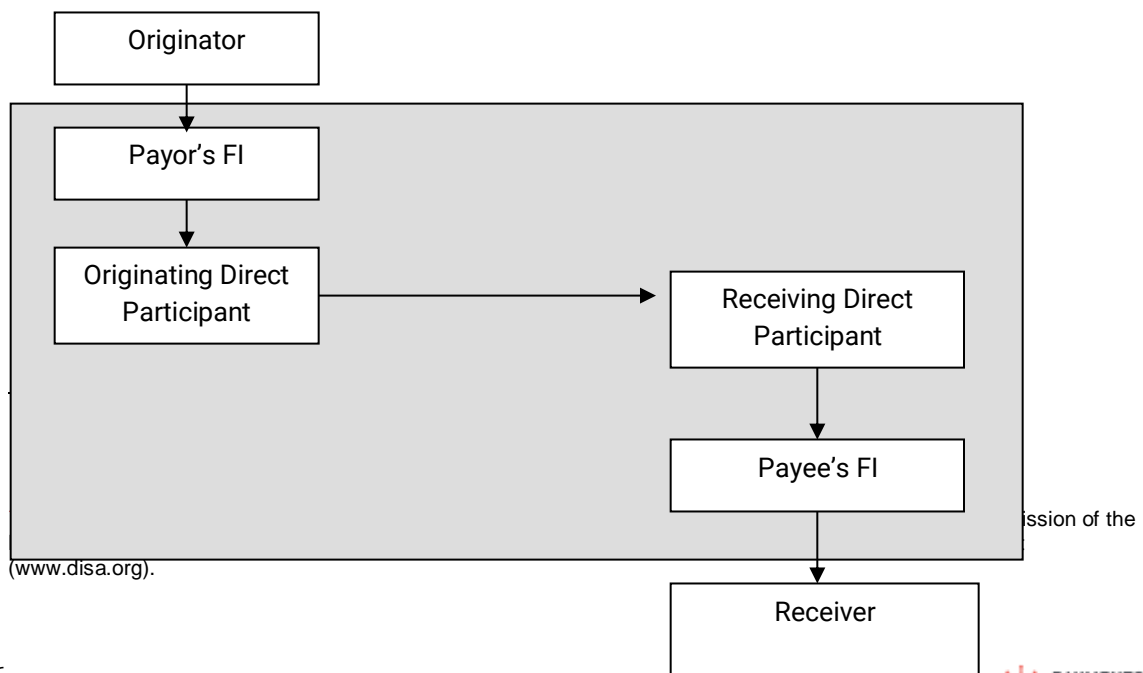 Originator
Payor's FI
Originating Direct
Participant
Receiving Direct
Participant
Payee's FI
ission of the
(www.disa.org).
Receiver